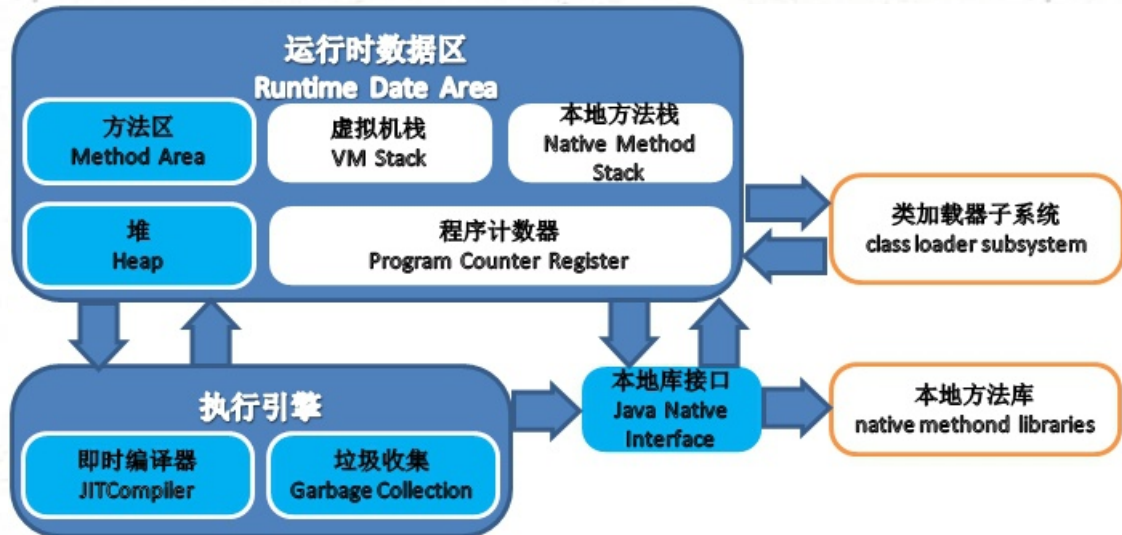 运行时数据区
Runtime Date Area
方法区
Method Area
虚拟机栈
VM Stack
本地方法栈
Native Method
Stack
堆
Heap
程序计数器
Program Counter Register
类加载器子系统
class loader subsystem
执行引擎
即时编译器
JITCompiler
垃圾收集
Garbage Collection
本地库接口
Java Native
Interface
本地方法库
native methond libraries